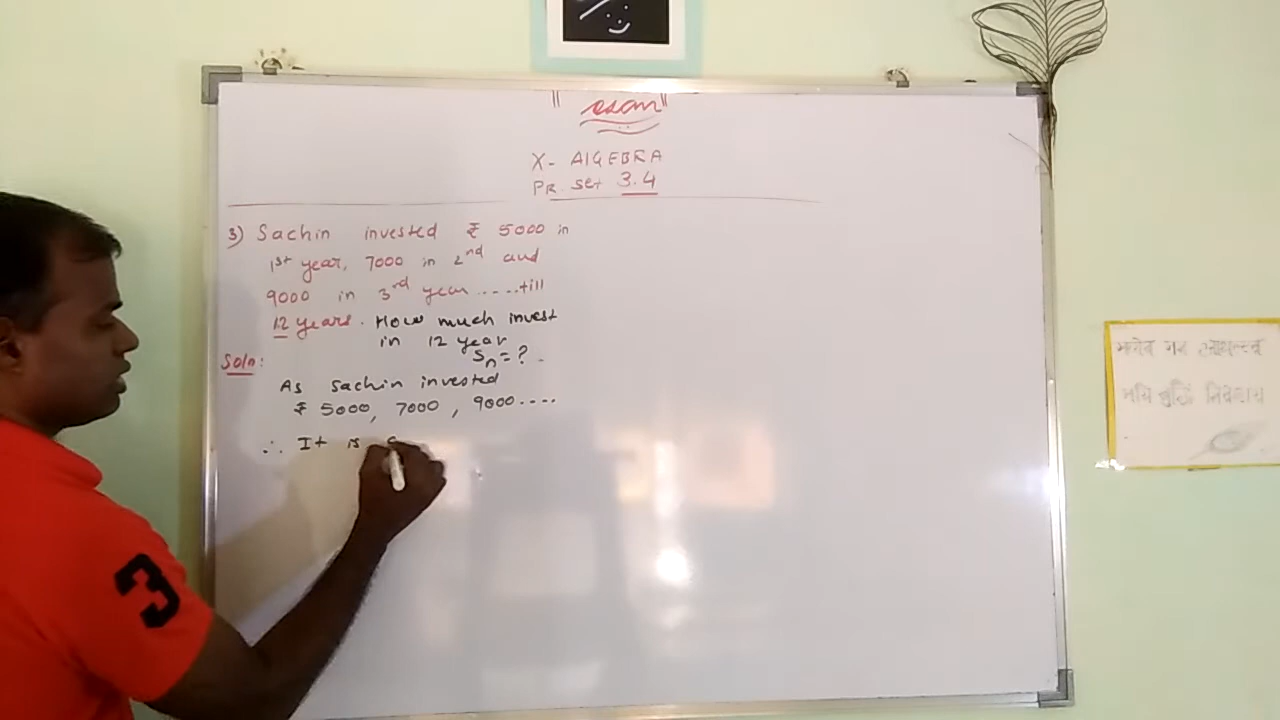 " exam "
X- ALGEBRA
PR. set 3.4
3) Sachin invested ₹ 5000 in
1st year, 7000 in 2nd and
9000 in 3rd year.....till
12 years. How much invest
in 12 year
Sn = ?.
Soln:
As Sachin invested
₹ 5000, 7000, 9000....
∴ It is
3